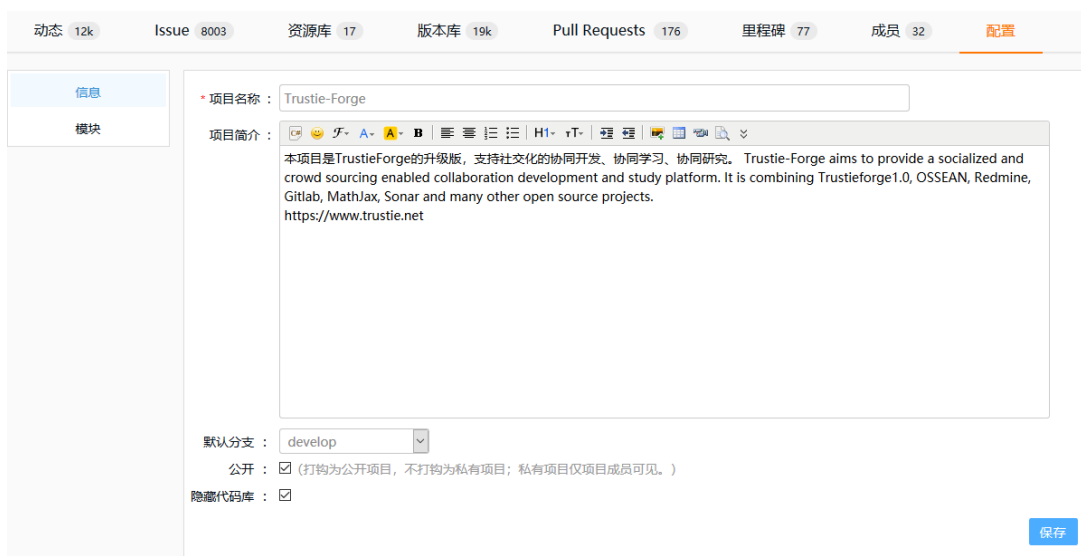 动态 12k Issue 8003 资源库 17 版本库 19k Pull Requests 176 里程碑 77 成员 32 配置
信息
模块
* 项目名称 : Trustie-Forge
项目简介 :
H1 тT
本项目是TrustieForge的升级版，支持社交化的协同开发、协同学习、协同研究。 Trustie-Forge aims to provide a socialized and
crowd sourcing enabled collaboration development and study platform. It is combining Trustieforge1.0, OSSEAN, Redmine,
Gitlab, MathJax, Sonar and many other open source projects.
https://www.trustie.net
默认分支 : develop
公开 : (打钩为公开项目，不打钩为私有项目；私有项目仅项目成员可见。)
隐藏代码库 :
保存